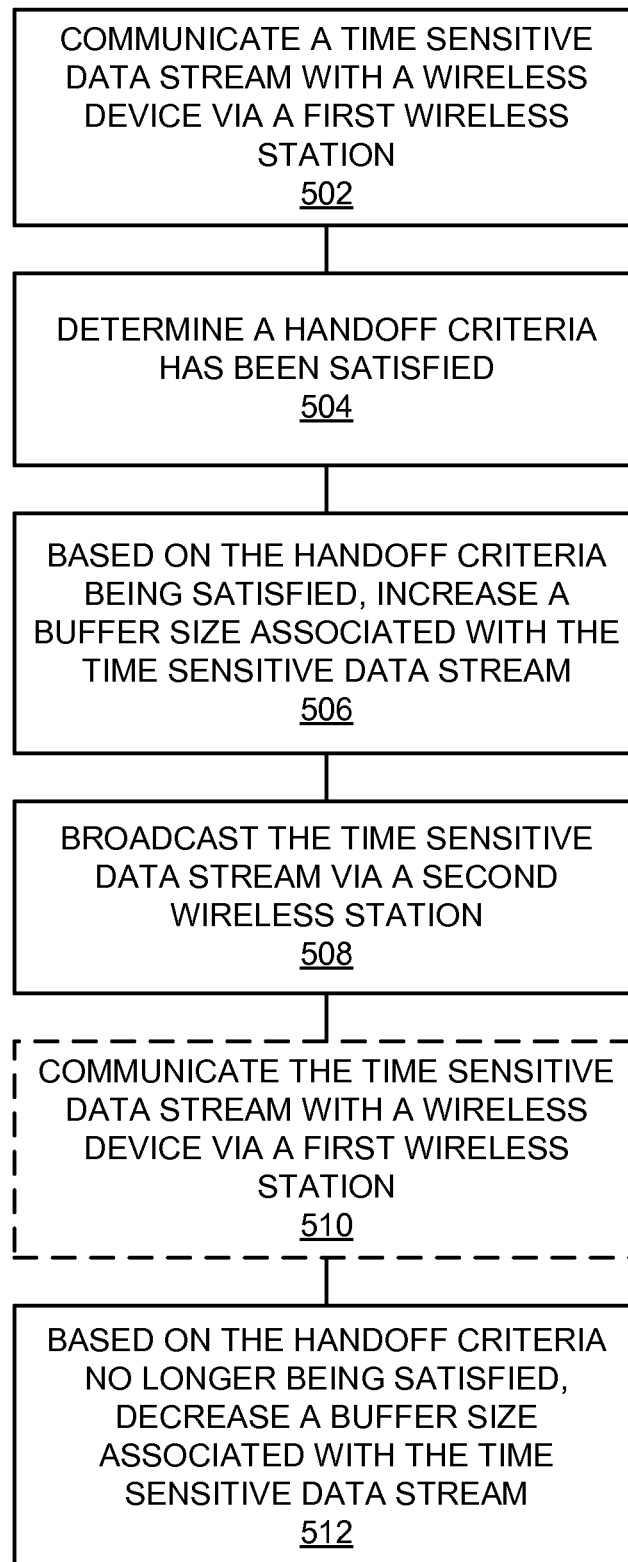 COMMUNICATE A TIME SENSITIVE
DATA STREAM WITH A WIRELESS
DEVICE VIA A FIRST WIRELESS
STATION
502
DETERMINE A HANDOFF CRITERIA
HAS BEEN SATISFIED
504
BASED ON THE HANDOFF CRITERIA
BEING SATISFIED, INCREASE A
BUFFER SIZE ASSOCIATED WITH THE
TIME SENSITIVE DATA STREAM
506
BROADCAST THE TIME SENSITIVE
DATA STREAM VIA A SECOND
WIRELESS STATION
508
COMMUNICATE THE TIME SENSITIVE
DATA STREAM WITH A WIRELESS
DEVICE VIA A FIRST WIRELESS
STATION
510
BASED ON THE HANDOFF CRITERIA
NO LONGER BEING SATISFIED,
DECREASE A BUFFER SIZE
ASSOCIATED WITH THE TIME
SENSITIVE DATA STREAM
512